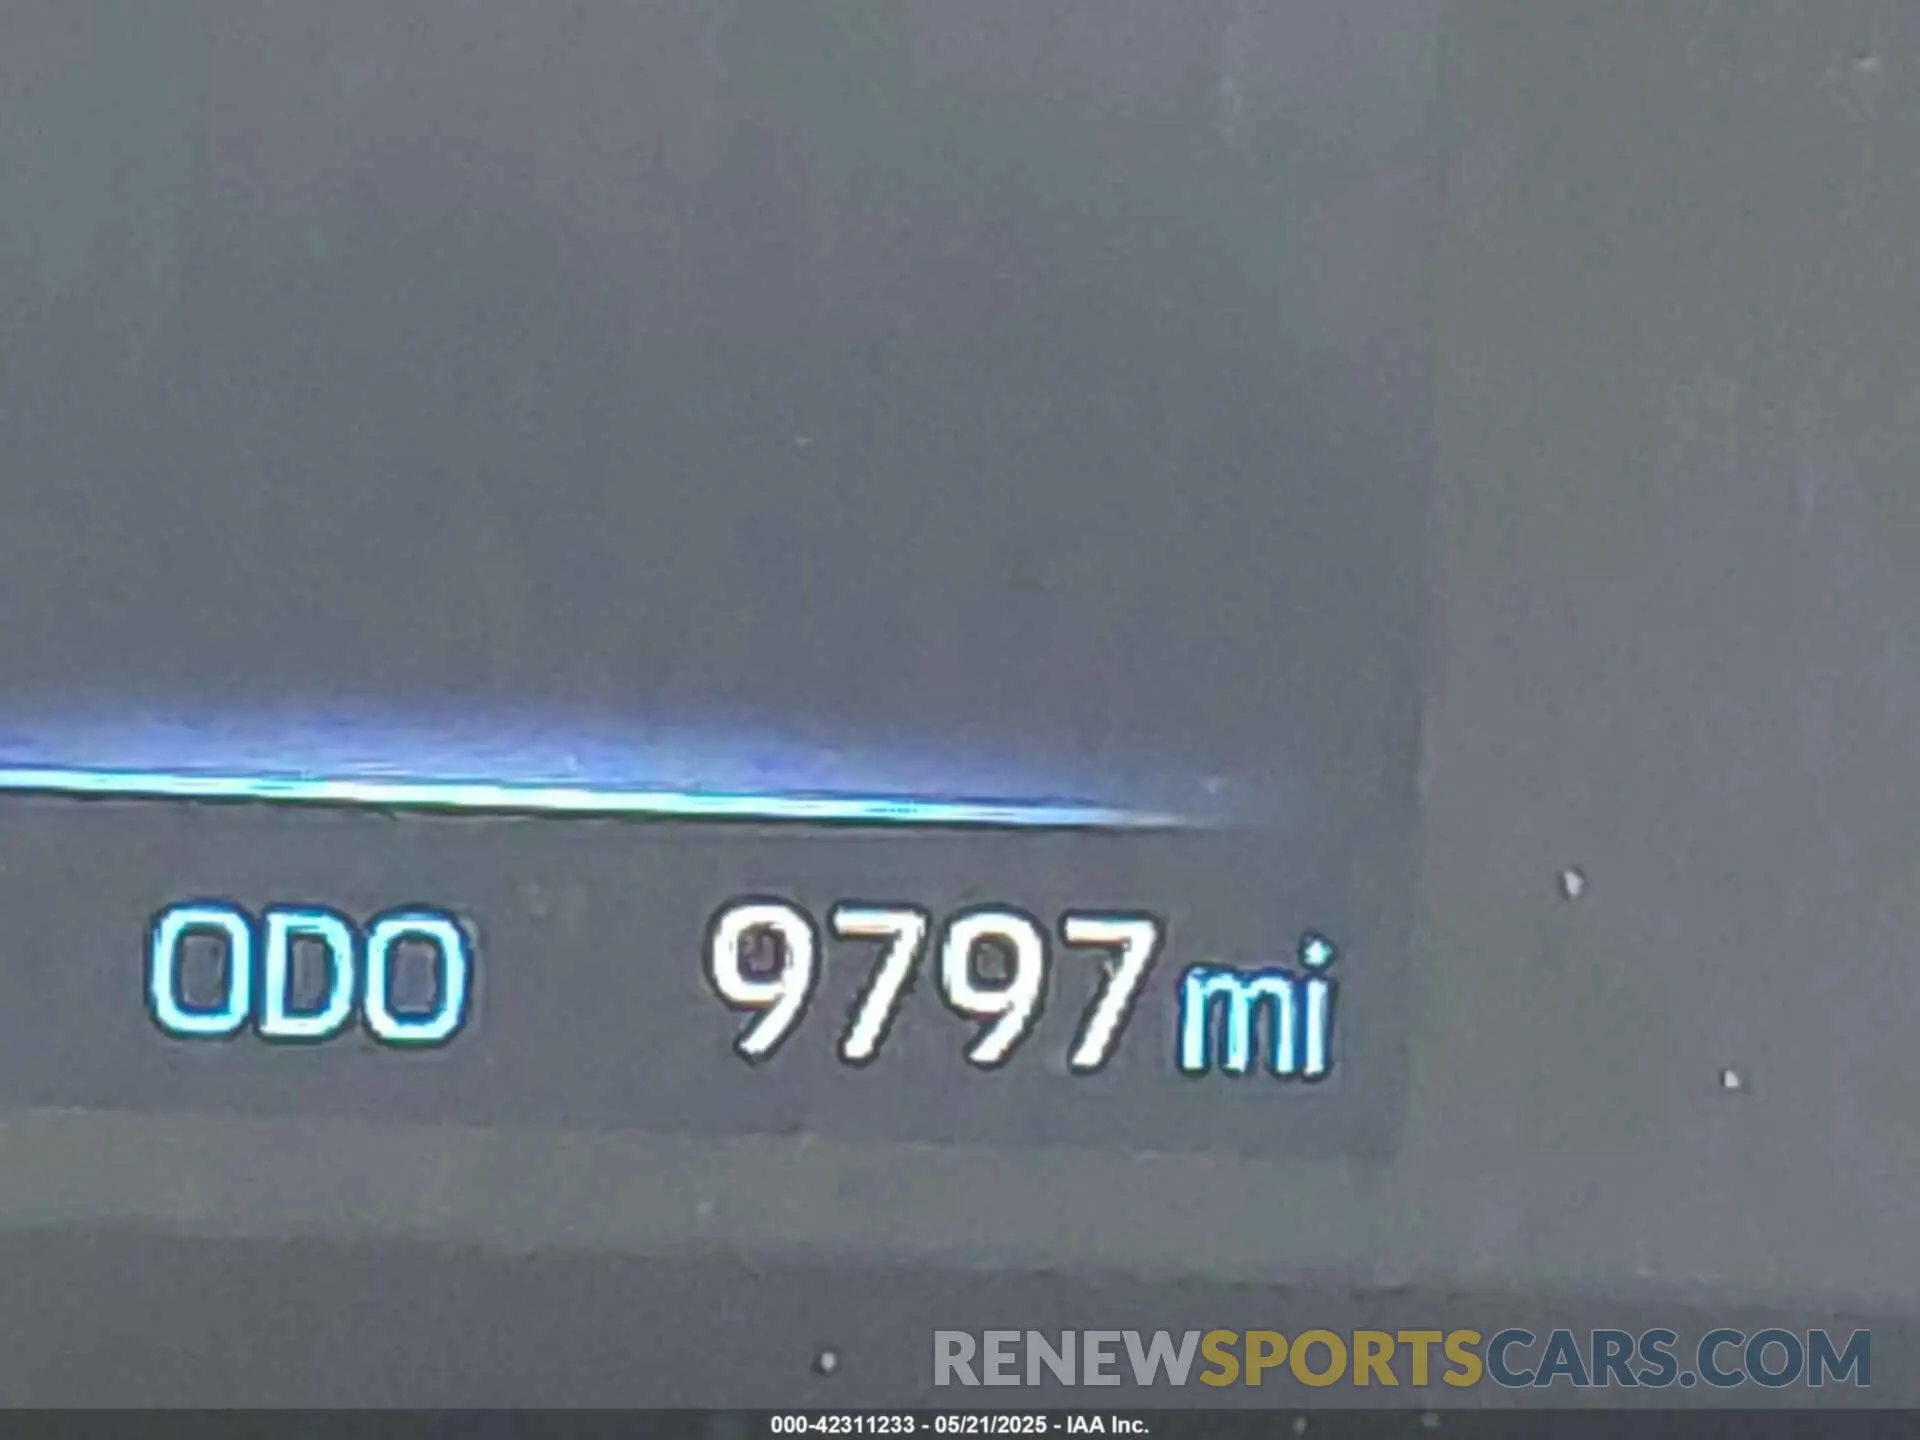 ODO 9797 mi
RENEWSPORTSCARS.COM
000-42311233 - 05/21/2025 - IAA Inc.